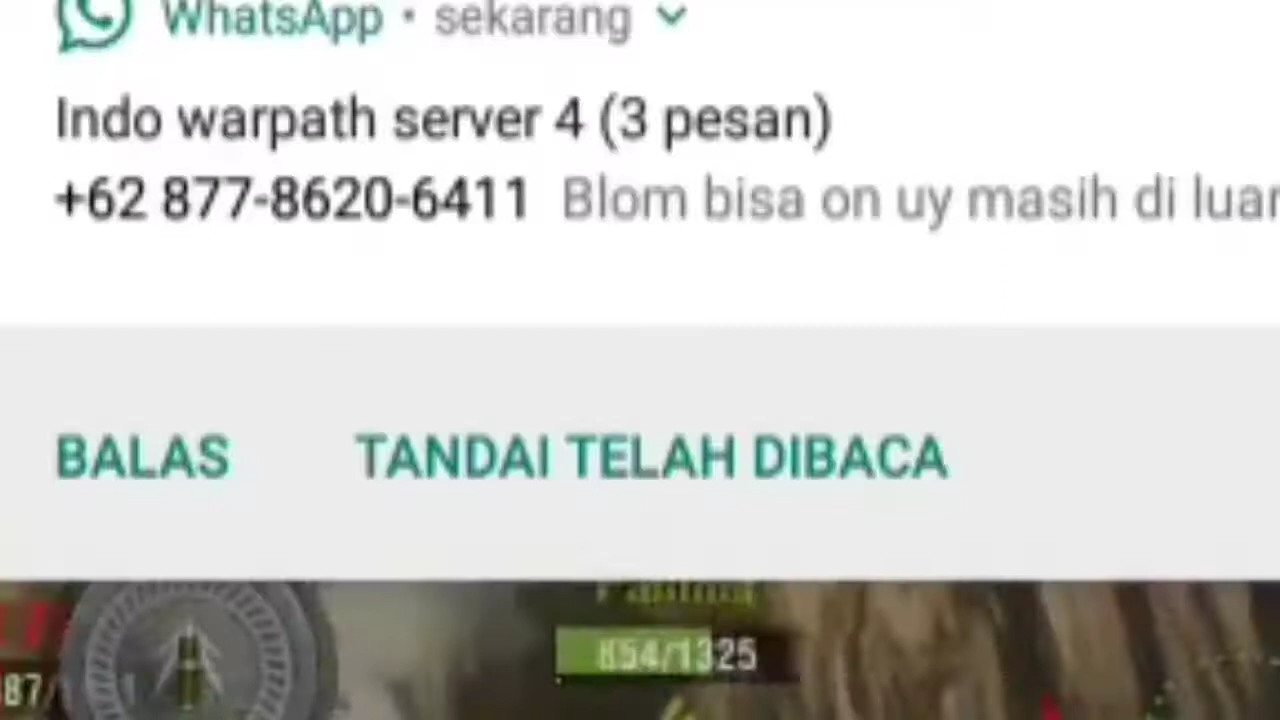 WhatsApp • sekarang
Indo warpath server 4 (3 pesan)
+62 877-8620-6411 Blom bisa on uy masih di luar
BALAS TANDAI TELAH DIBACA
854/1325
87/